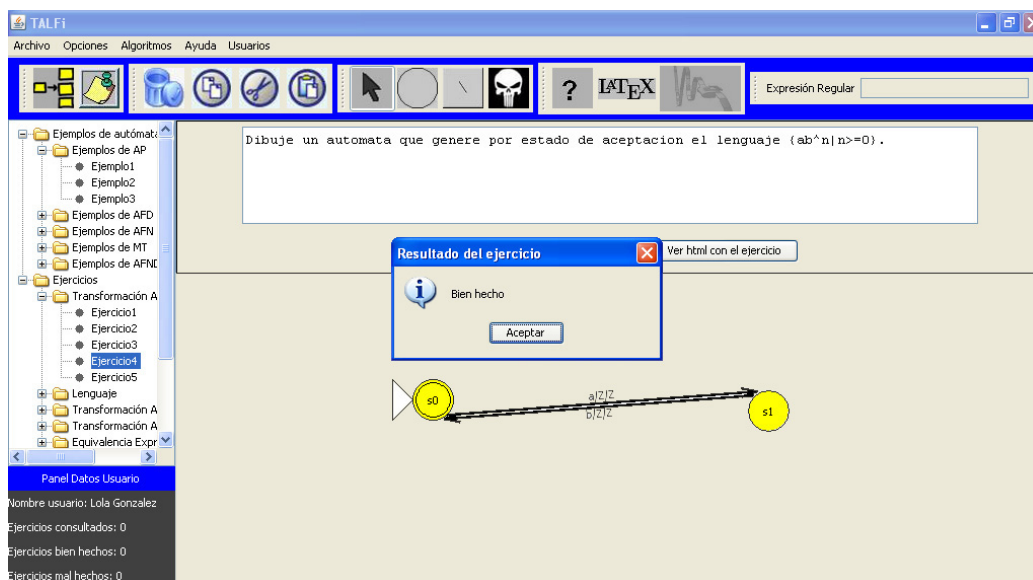 TALFi
Archivo Opciones Algoritmos Ayuda Usuarios
? LATEX Expresión Regular
Ejemplos de autómata
Ejemplos de AP
Ejemplo1
Ejemplo2
Ejemplo3
Ejemplos de AFD
Ejemplos de AFN
Ejemplos de MT
Ejemplos de AFND
Ejercicios
Transformación A
Ejercicio1
Ejercicio2
Ejercicio3
Ejercicio4
Ejercicio5
Lenguaje
Transformación A
Transformación A
Equivalencia Expr
Dibuje un automata que genere por estado de aceptacion el lenguaje {ab^n|n>=0}.
Ver html con el ejercicio
Resultado del ejercicio
Bien hecho
Aceptar
s0
a/Z/Z
b/Z/Z
s1
Panel Datos Usuario
Nombre usuario: Lola Gonzalez
Ejercicios consultados: 0
Ejercicios bien hechos: 0
Ejercicios mal hechos: 0